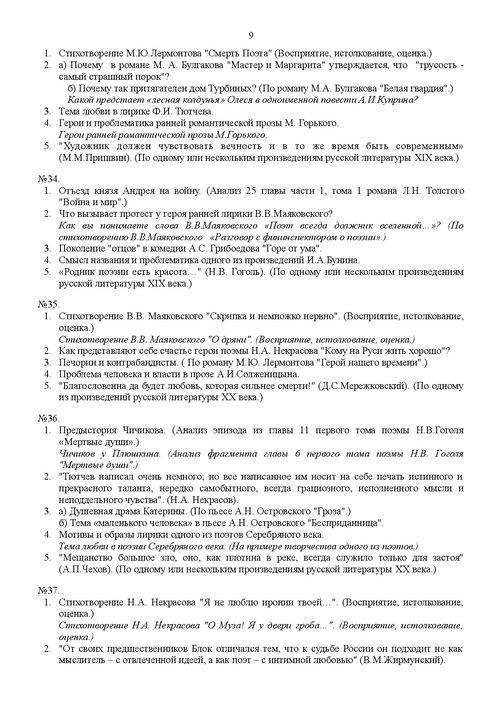 9
1. Стихотворение М.Ю.Лермонтова "Смерть Поэта" (Восприятие, истолкование, оценка.)
2. а) Почему в романе М. А. Булгакова "Мастер и Маргарита" утверждается, что "трусость -
самый страшный порок"?
б) Почему так притягателен дом Турбиных? (По роману М.А. Булгакова "Белая гвардия".)
Какой предстает «лесная колдунья» Олеся в одноименной повести А.И.Куприна?
3. Тема любви в лирике Ф.И. Тютчева.
4. Герои и проблематика ранней романтической прозы М. Горького.
Герои ранней романтической прозы М.Горького.
5. "Художник должен чувствовать вечность и в то же время быть современным»
(М.М.Пришвин). (По одному или нескольким произведениям русской литературы XIX века.)
№34.
1. Отъезд князя Андрея на войну. (Анализ 25 главы части 1, тома 1 романа Л.Н. Толстого
"Война и мир".)
2. Что вызывает протест у героя ранней лирики В.В.Маяковского?
Как вы понимаете слова В.В.Маяковского «Поэт всегда должник вселенной…»? (По
стихотворению В.В.Маяковского «Разговор с фининспектором о поэзии».)
3. Поколение "отцов" в комедии А.С. Грибоедова "Горе от ума".
4. Смысл названия и проблематика одного из произведений И.А.Бунина.
5. «Родник поэзии есть красота…" (Н.В. Гоголь). (По одному или нескольким произведениям
русской литературы XIX века.)
№35.
1. Стихотворение В.В. Маяковского "Скрипка и немножко нервно". (Восприятие, истолкование,
оценка.)
Стихотворение В.В. Маяковского "О дряни". (Восприятие, истолкование, оценка.)
2. Как представляют себе счастье герои поэмы Н.А. Некрасова "Кому на Руси жить хорошо"?
3. Печорин и контрабандисты. ( По роману М.Ю. Лермонтова "Герой нашего времени".)
4. Проблема человека и власти в прозе А.И.Солженицына.
5. "Благословенна да будет любовь, которая сильнее смерти!" (Д.С.Мережковский). (По одному
из произведений русской литературы XX века.)
№36.
1. Предыстория Чичикова. (Анализ эпизода из главы 11 первого тома поэмы Н.В.Гоголя
«Мертвые души».)
Чичиков у Плюшкина. (Анализ фрагмента главы 6 первого тома поэмы Н.В. Гоголя
"Мертвые души".)
2. "Тютчев написал очень немного; но все написанное им носит на себе печать истинного и
прекрасного таланта, нередко самобытного, всегда грациозного, исполненного мысли и
неподдельного чувства". (Н.А. Некрасов).
3. а) Душевная драма Катерины. (По пьесе А.Н. Островского "Гроза".)
б) Тема «маленького человека» в пьесе А.Н. Островского "Бесприданница".
4. Мотивы и образы лирики одного из поэтов Серебряного века.
Тема любви в поэзии Серебряного века. (На примере творчества одного из поэтов.)
5. "Мещанство большое зло, оно, как плотина в реке, всегда служило только для застоя"
(А.П.Чехов). (По одному или нескольким произведениям русской литературы XX века.)
№37.
1. Стихотворение Н.А. Некрасова "Я не люблю иронии твоей…". (Восприятие, истолкование,
оценка.)
Стихотворение Н.А. Некрасова "О Муза! Я у двери гроба…". (Восприятие, истолкование,
оценка.)
2. "От своих предшественников Блок отличался тем, что к судьбе России он подходит не как
мыслитель – с отвлеченной идеей, а как поэт – с интимной любовью" (В.М.Жирмунский).